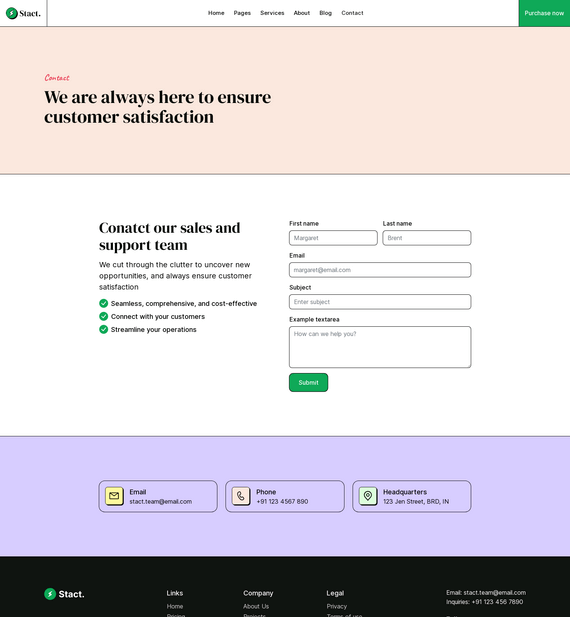 Stact.
Home Pages Services About Blog Contact
Purchase now
Contact
We are always here to ensure
customer satisfaction
Conatct our sales and
support team
We cut through the clutter to uncover new
opportunities, and always ensure customer
satisfaction
Seamless, comprehensive, and cost-effective
Connect with your customers
Streamline your operations
First name Last name
Margaret Brent
Email
margaret@email.com
Subject
Enter subject
Example textarea
How can we help you?
Submit
Email
stact.team@email.com
Phone
+91 123 4567 890
Headquarters
123 Jen Street, BRD, IN
Stact.
Links
Home
Pricing
Company
About Us
Projects
Legal
Privacy
Terms of use
Email: stact.team@email.com
Inquiries: +91 123 456 7890